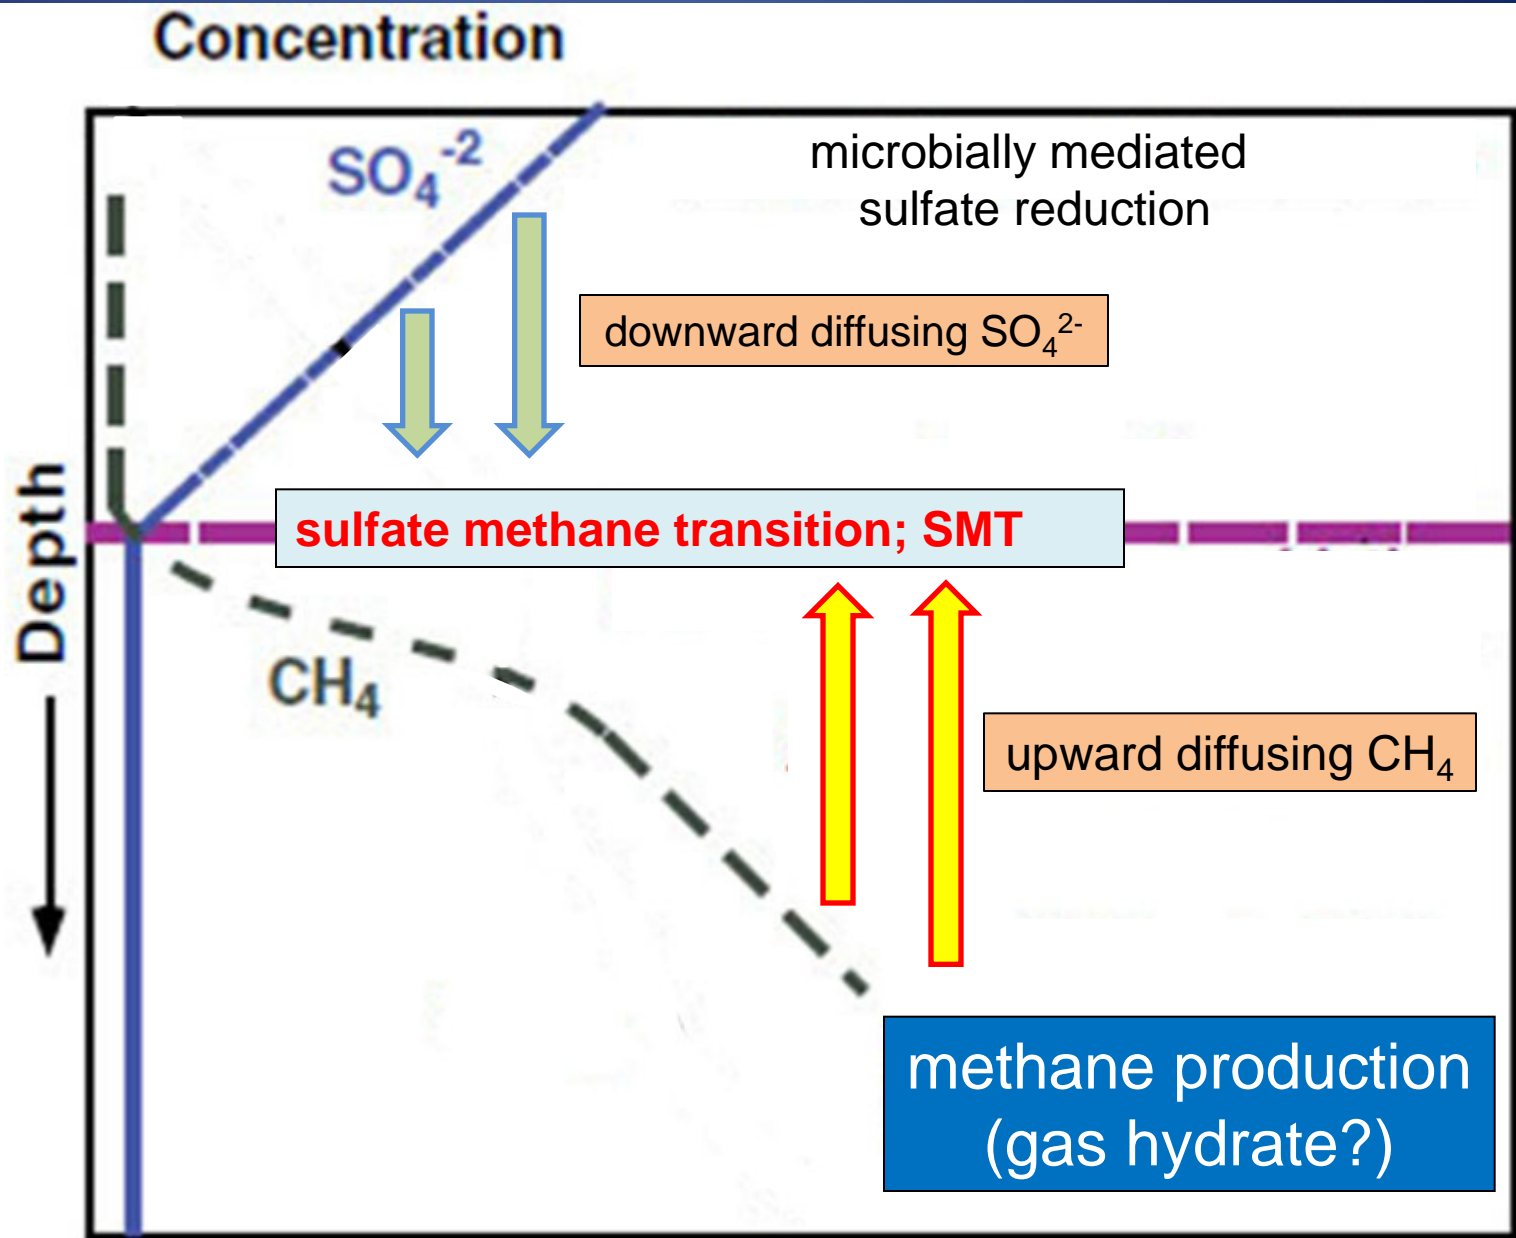 Concentration
SO₄⁻²
microbially mediated
sulfate reduction
downward diffusing SO₄²⁻
Depth
sulfate methane transition; SMT
CH₄
upward diffusing CH₄
methane production
(gas hydrate?)